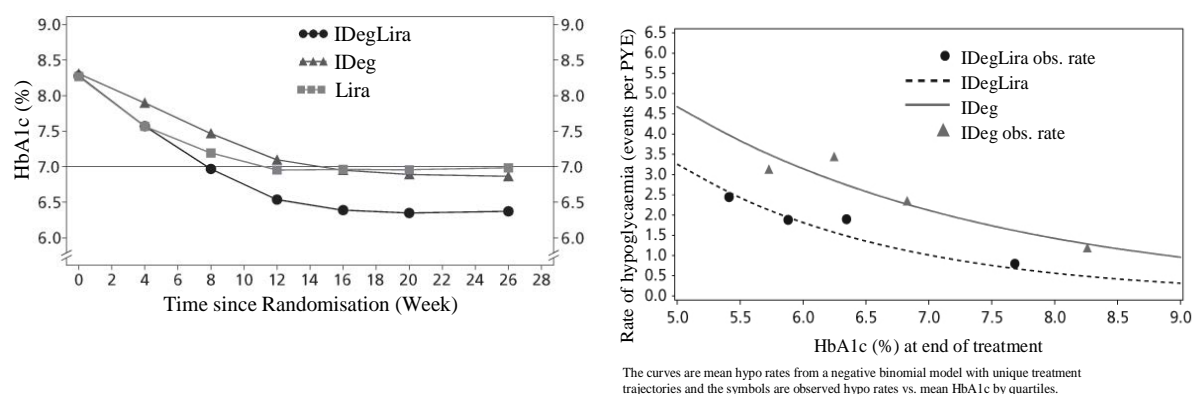 9.0
8.5
8.0
7.5
7.0
6.5
6.0
HbA1c (%)
IDegLira
IDeg
Lira
9.0
8.5
8.0
7.5
7.0
6.5
6.0
0 2 4 6 8 10 12 14 16 18 20 22 24 26 28
Time since Randomisation (Week)
Rate of hypoglycaemia (events per PYE)
6.5
6.0
5.5
5.0
4.5
4.0
3.5
3.0
2.5
2.0
1.5
1.0
0.5
0.0
IDegLira obs. rate
IDegLira
IDeg
IDeg obs. rate
5.0 5.5 6.0 6.5 7.0 7.5 8.0 8.5 9.0
HbA1c (%) at end of treatment
The curves are mean hypo rates from a negative binomial model with unique treatment
trajectories and the symbols are observed hypo rates vs. mean HbA1c by quartiles.